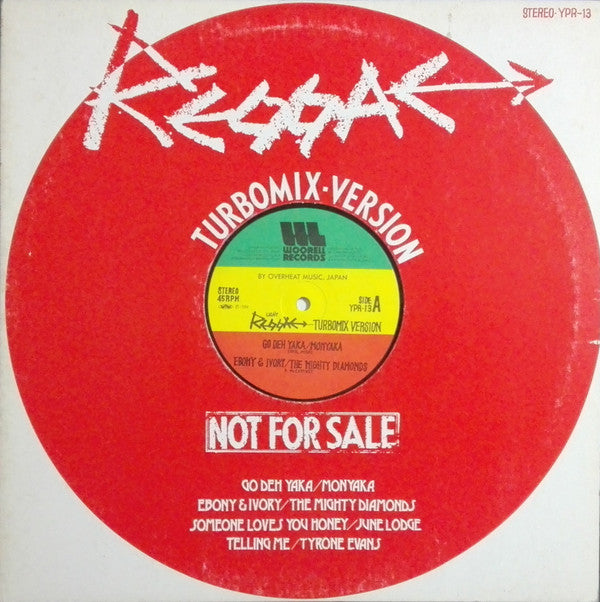 STEREO·YPR-13
REGGAE
TURBOMIX·VERSION
WOORELL
RECORDS
BY OVERHEAT MUSIC, JAPAN
STEREO
45RPM
SIDE A
YPR-13
LIGHT
REGGAE TURBOMIX VERSION
GO DEH YAKA/MONYAKA
EBONY & IVORY/THE MIGHTY DIAMONDS
NOT FOR SALE
GO DEH YAKA/MONYAKA
EBONY & IVORY/THE MIGHTY DIAMONDS
SOMEONE LOVES YOU HONEY/JUNE LODGE
TELLING ME/TYRONE EVANS